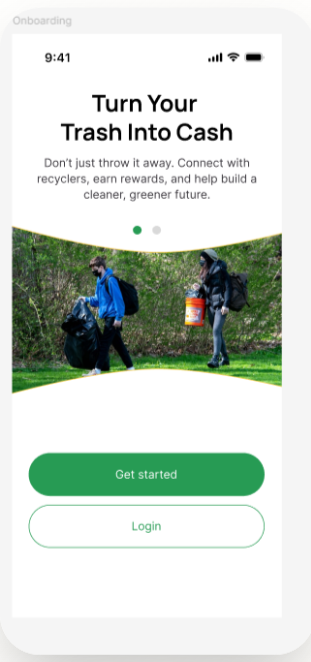 Onboarding
9:41
Turn Your
Trash Into Cash
Don't just throw it away. Connect with
recyclers, earn rewards, and help build a
cleaner, greener future.
Get started
Login